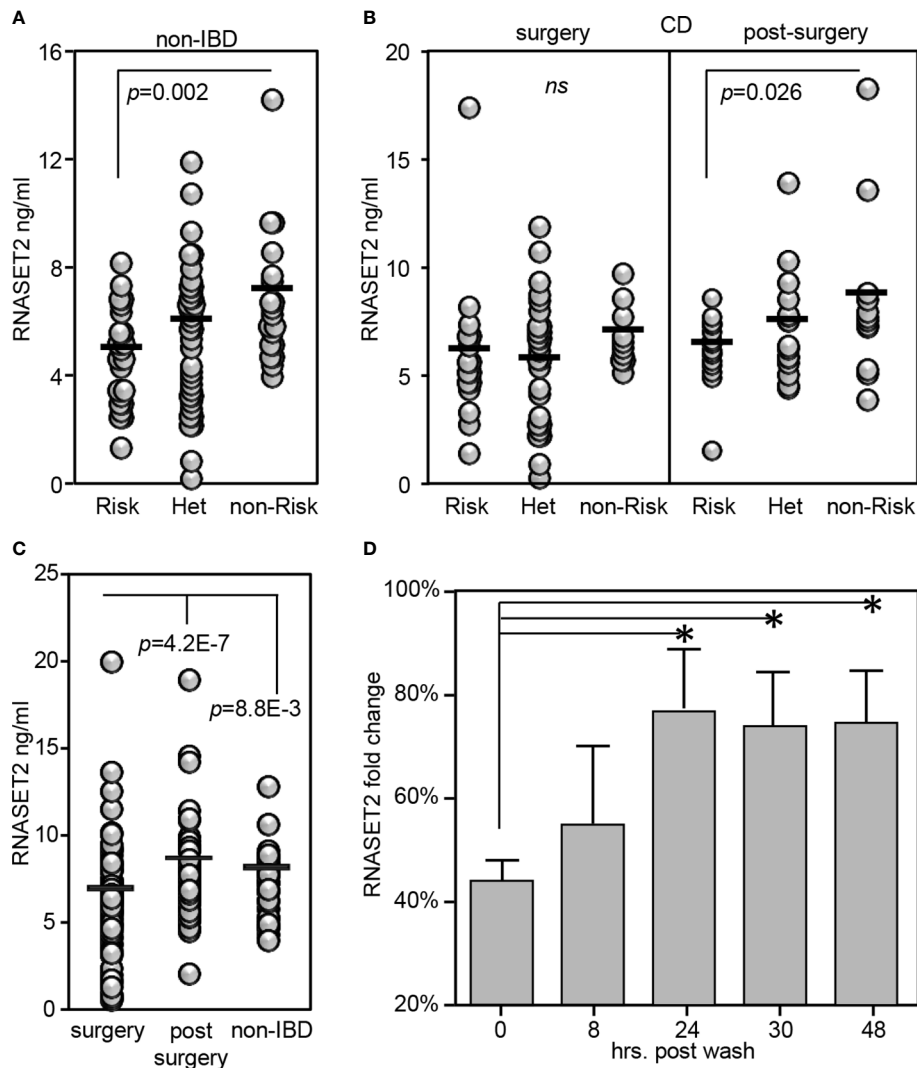 A
non-IBD
16
12
8
4
0
RNASET2 ng/ml
p=0.002
Risk Het non-Risk
B
CD
surgery post-surgery
20
15
10
5
0
RNASET2 ng/ml
ns
p=0.026
Risk Het non-Risk Risk Het non-Risk
C
25
20
15
10
5
0
RNASET2 ng/ml
p=4.2E-7
p=8.8E-3
surgery post non-IBD
surgery
D
100%
80%
60%
40%
20%
RNASET2 fold change
* * *
0 8 24 30 48
hrs. post wash